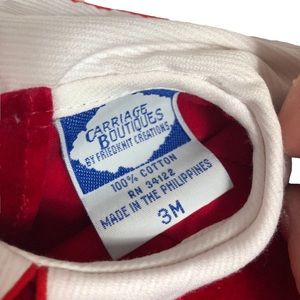 CARRIAGE
BOUTIQUES
BY FRIEDKNIT CREATIONS
100% COTTON
RN 34122
MADE IN THE PHILIPPINES
3M